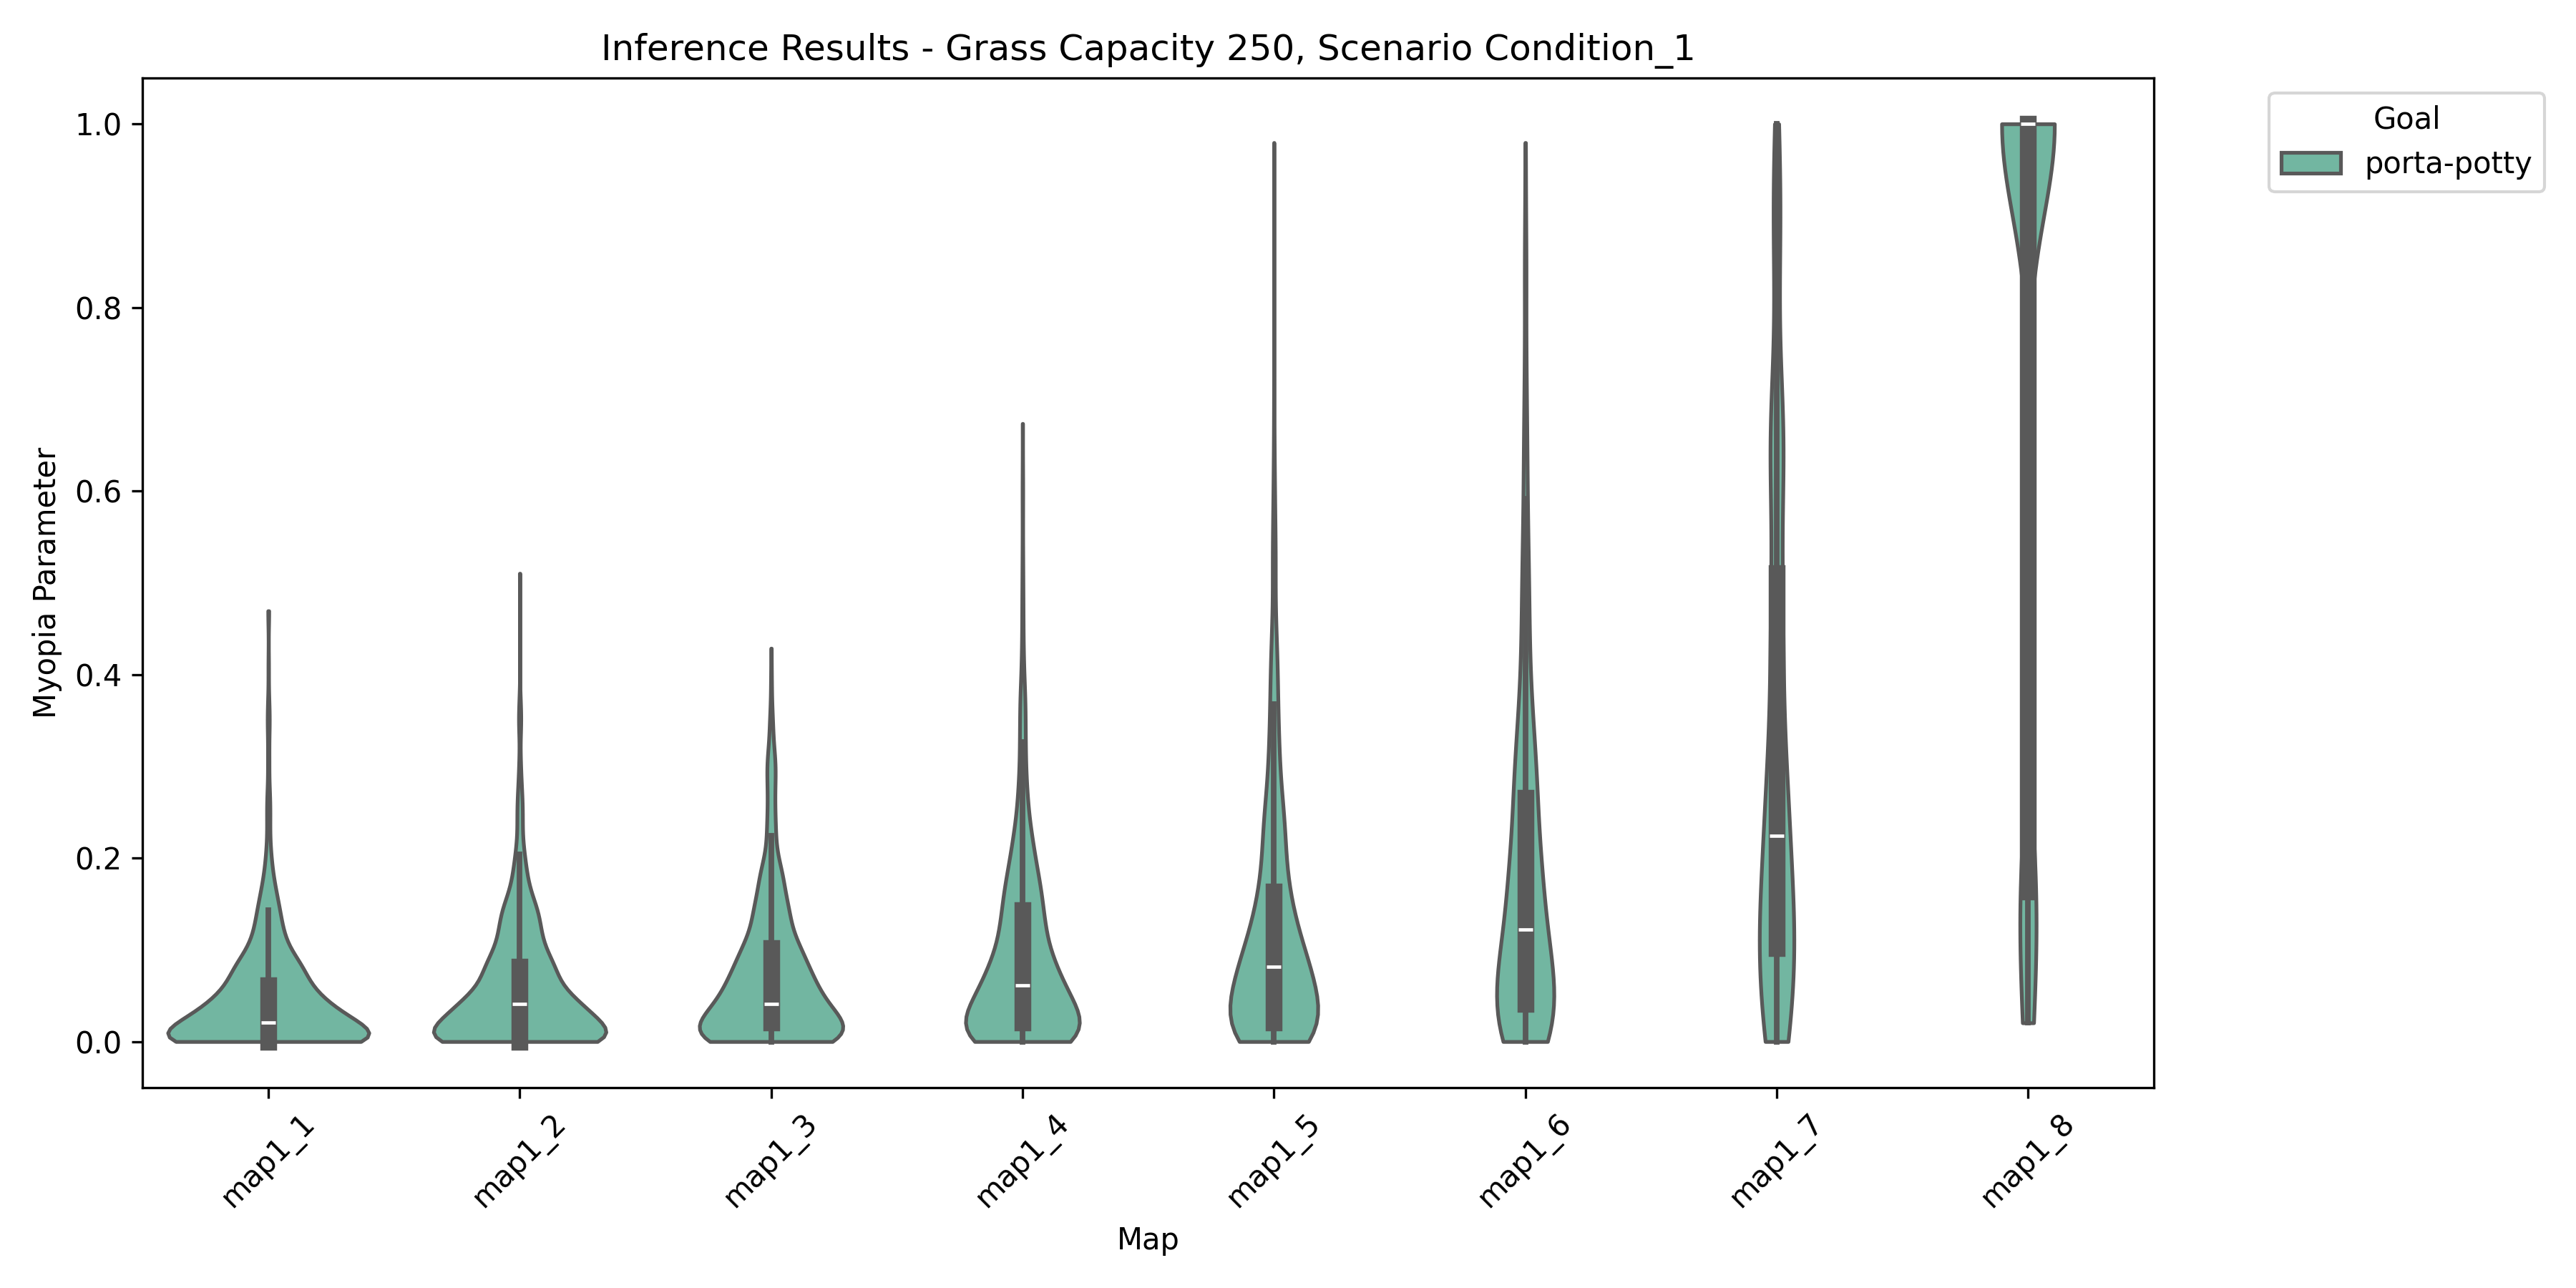 Inference Results - Grass Capacity 250, Scenario Condition_1
Goal
porta-potty
Myopia Parameter
1.0
0.8
0.6
0.4
0.2
0.0
map1_1
map1_2
map1_3
map1_4
map1_5
map1_6
map1_7
map1_8
Map